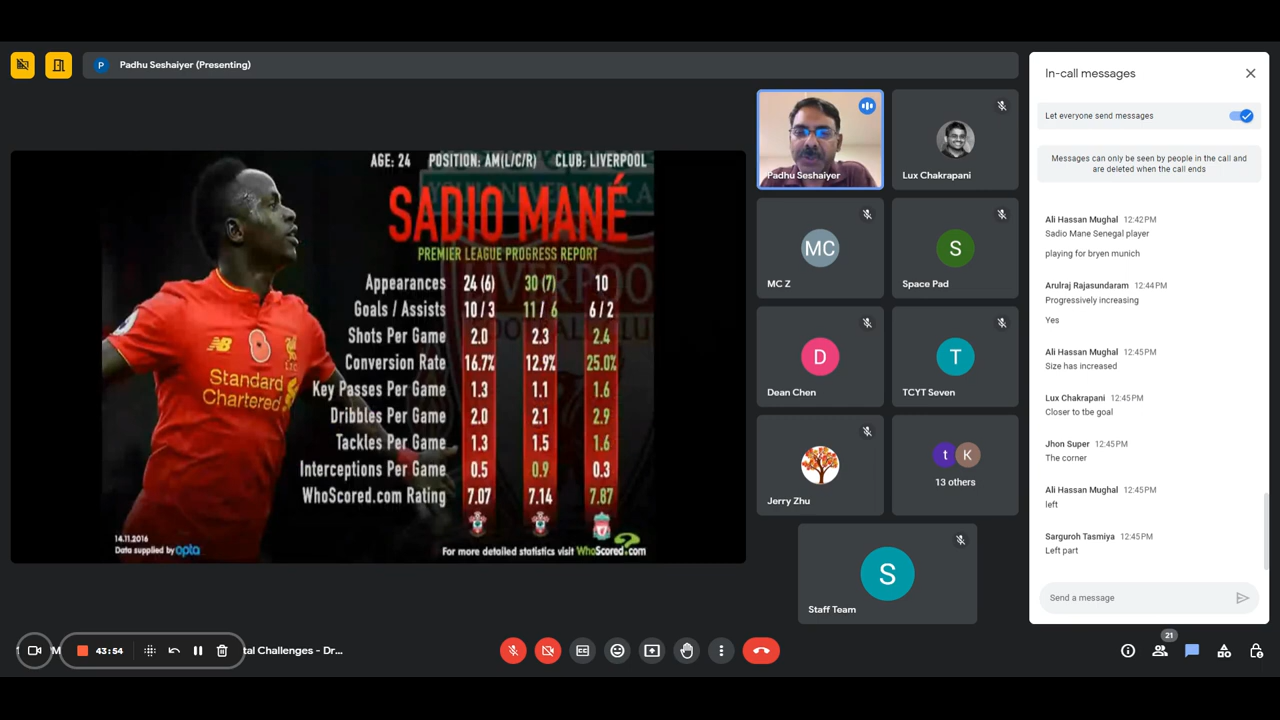 P Padhu Seshaiyer (Presenting)
AGE: 24 POSITION: AM(L/C/R) CLUB: LIVERPOOL
SADIO MANÉ
PREMIER LEAGUE PROGRESS REPORT
Appearances 24 (6) 30 (7) 10
Goals / Assists 10 / 3 11 / 6 6 / 2
Shots Per Game 2.0 2.3 2.4
Conversion Rate 16.7% 12.9% 25.0%
Key Passes Per Game 1.3 1.1 1.6
Dribbles Per Game 2.0 2.1 2.9
Tackles Per Game 1.3 1.5 1.6
Interceptions Per Game 0.5 0.9 0.3
WhoScored.com Rating 7.07 7.14 7.87
Standard
Chartered
14.11.2016
Data supplied by opta
For more detailed statistics visit WhoScored.com
Padhu Seshaiyer
Lux Chakrapani
MC
MC Z
S
Space Pad
D
Dean Chen
T
TCYT Seven
Jerry Zhu
t K
13 others
S
Staff Team
In-call messages
Let everyone send messages
Messages can only be seen by people in the call and
are deleted when the call ends
Ali Hassan Mughal 12:42 PM
Sadio Mane Senegal player
playing for bryen munich
Arulraj Rajasundaram 12:44 PM
Progressively increasing
Yes
Ali Hassan Mughal 12:45 PM
Size has increased
Lux Chakrapani 12:45 PM
Closer to tbe goal
Jhon Super 12:45 PM
The corner
Ali Hassan Mughal 12:45 PM
left
Sarguroh Tasmiya 12:45 PM
Left part
Send a message
43:54
tal Challenges - Dr...
21